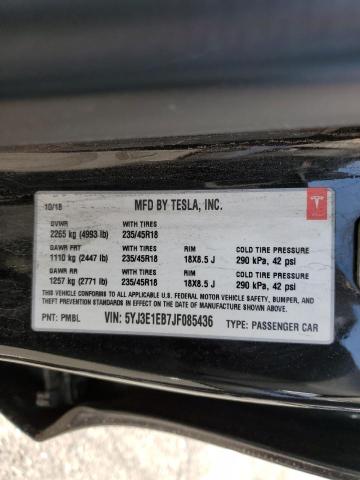 10/18 MFD BY TESLA, INC.
GVWR WITH TIRES
2265 kg (4993 lb) 235/45R18
GAWR FRT WITH TIRES RIM COLD TIRE PRESSURE
1110 kg (2447 lb) 235/45R18 18X8.5 J 290 kPa, 42 psi
GAWR RR WITH TIRES RIM COLD TIRE PRESSURE
1257 kg (2771 lb) 235/45R18 18X8.5 J 290 kPa, 42 psi
THIS VEHICLE CONFORMS TO ALL APPLICABLE FEDERAL MOTOR VEHICLE SAFETY, BUMPER, AND
THEFT PREVENTION STANDARDS IN EFFECT ON THE DATE OF MANUFACTURE SHOWN ABOVE.
PNT: PMBL VIN: 5YJ3E1EB7JF085436 TYPE: PASSENGER CAR